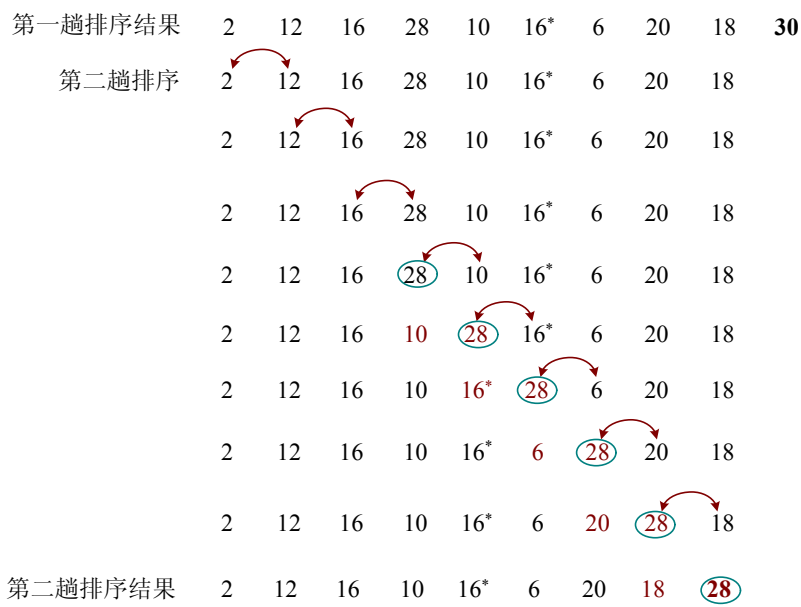 第一趟排序结果 2 12 16 28 10 16* 6 20 18 30
第二趟排序 2 12 16 28 10 16* 6 20 18
2 12 16 28 10 16* 6 20 18
2 12 16 28 10 16* 6 20 18
2 12 16 28 10 16* 6 20 18
2 12 16 10 28 16* 6 20 18
2 12 16 10 16* 28 6 20 18
2 12 16 10 16* 6 28 20 18
2 12 16 10 16* 6 20 28 18
第二趟排序结果 2 12 16 10 16* 6 20 18 28